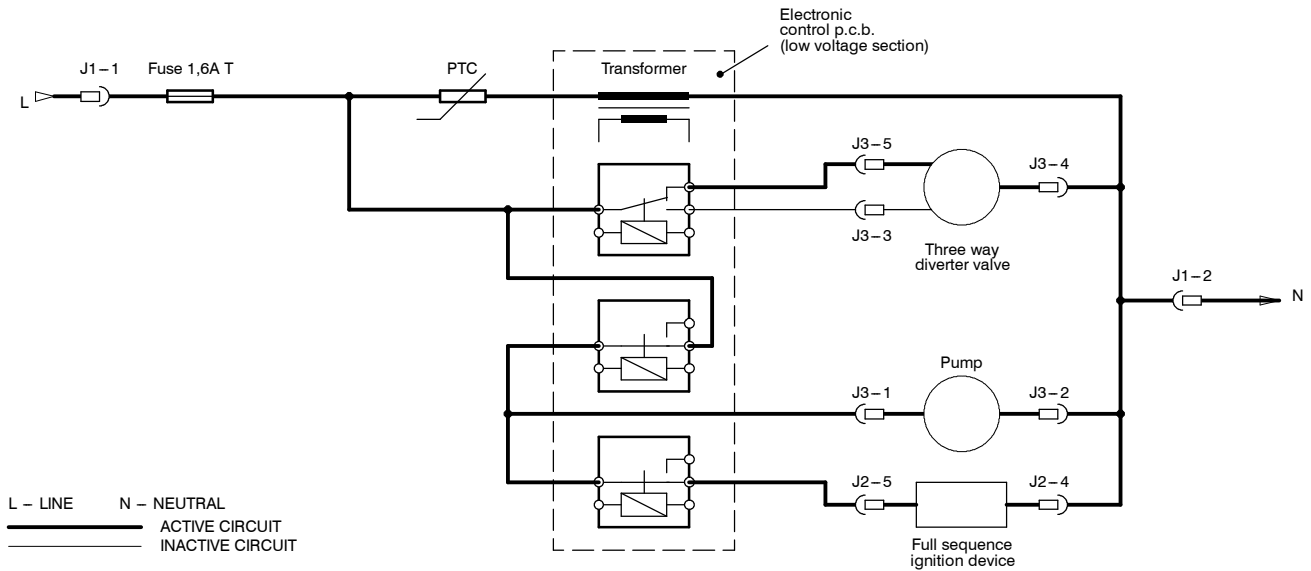 Electronic
control p.c.b.
(low voltage section)
J1–1
Fuse 1,6A T
PTC
Transformer
L
J3–5
J3–4
J3–3
Three way
diverter valve
J1–2
N
Pump
J3–1
J3–2
J2–5
J2–4
Full sequence
ignition device
L – LINE N – NEUTRAL
ACTIVE CIRCUIT
INACTIVE CIRCUIT